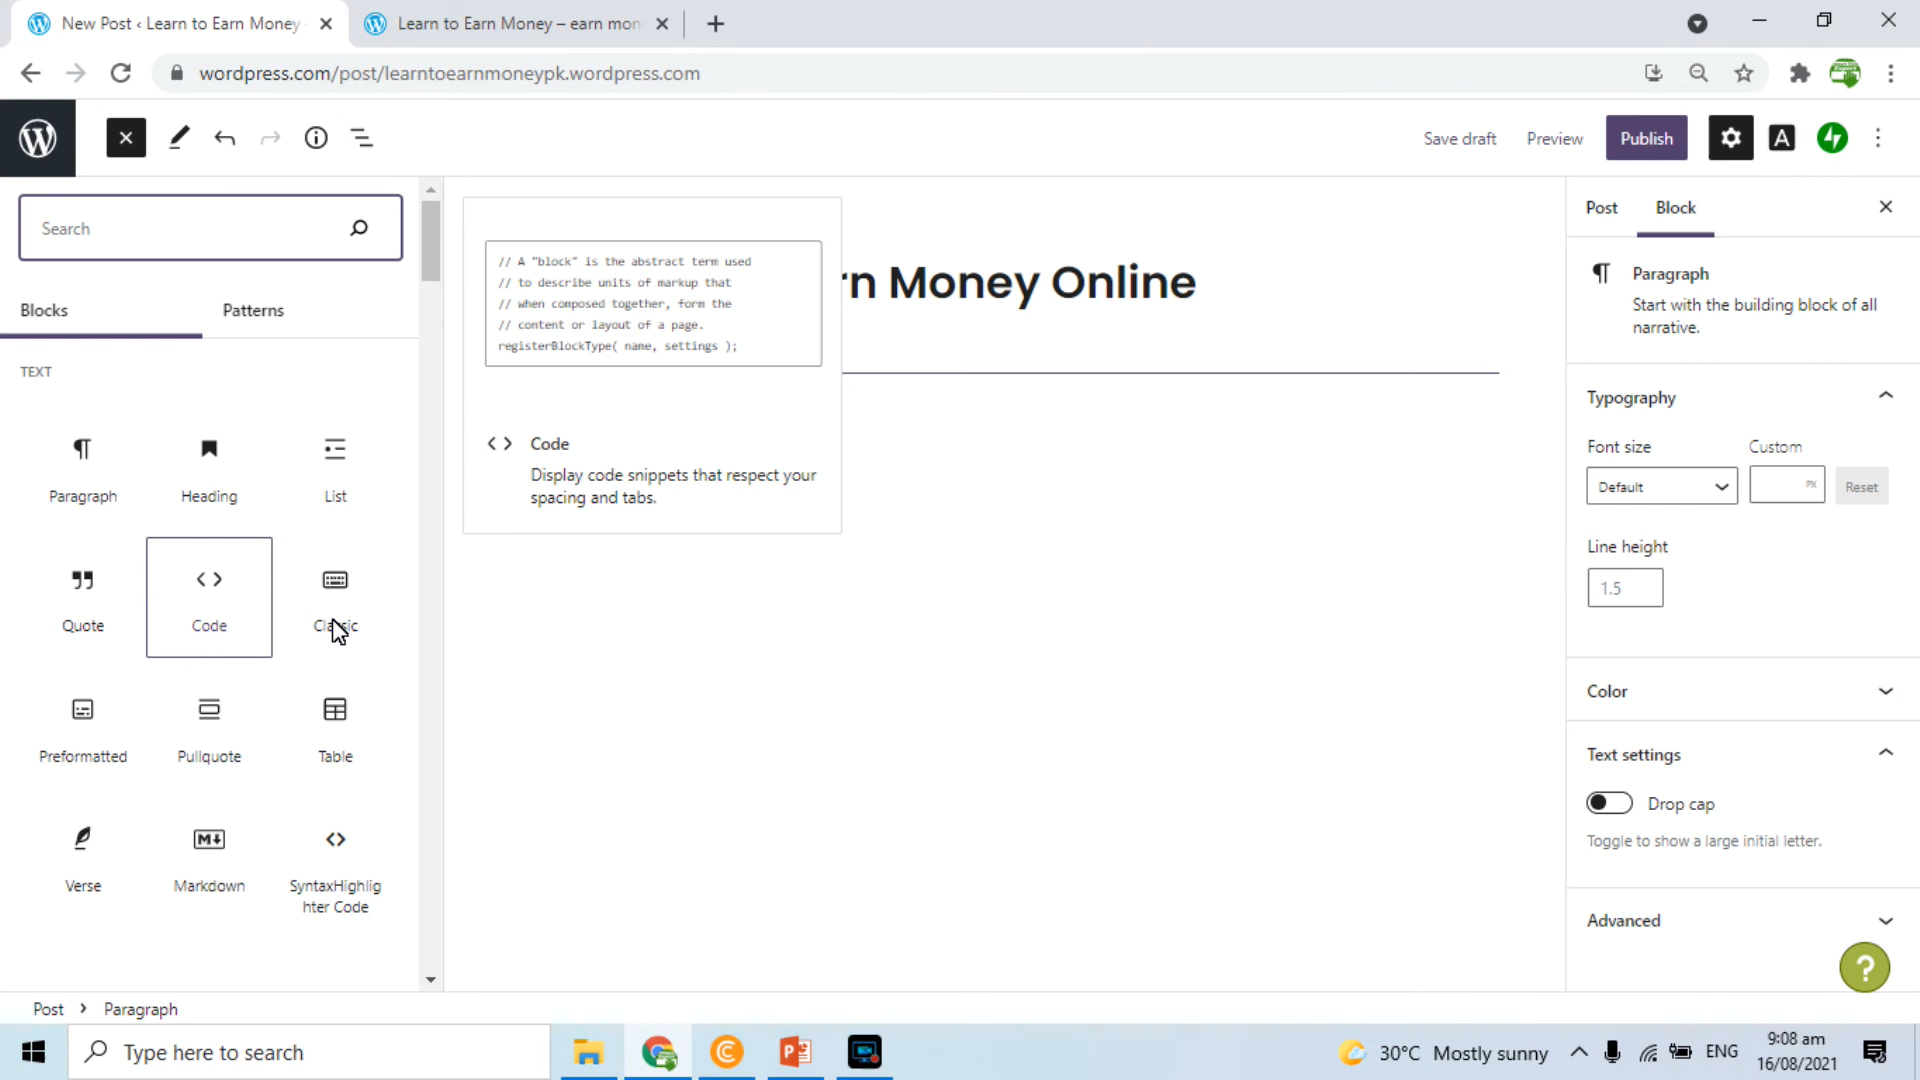 New Post ‹ Learn to Earn Money
Learn to Earn Money – earn mon
wordpress.com/post/learntoearnmoneypk.wordpress.com
Save draft
Preview
Publish
A
Search
Blocks
Patterns
TEXT
Paragraph
Heading
List
Quote
Code
Classic
Preformatted
Pullquote
Table
Verse
M
Markdown
SyntaxHighlig
hter Code
// A "block" is the abstract term used
// to describe units of markup that
// when composed together, form the
// content or layout of a page.
registerBlockType( name, settings );
Code
Display code snippets that respect your
spacing and tabs.
rn Money Online
Post
Block
Paragraph
Start with the building block of all
narrative.
Typography
Font size
Custom
Default
PX
Reset
Line height
1.5
Color
Text settings
Drop cap
Toggle to show a large initial letter.
Advanced
?
Post
Paragraph
Type here to search
30°C Mostly sunny
ENG
9:08 am
16/08/2021